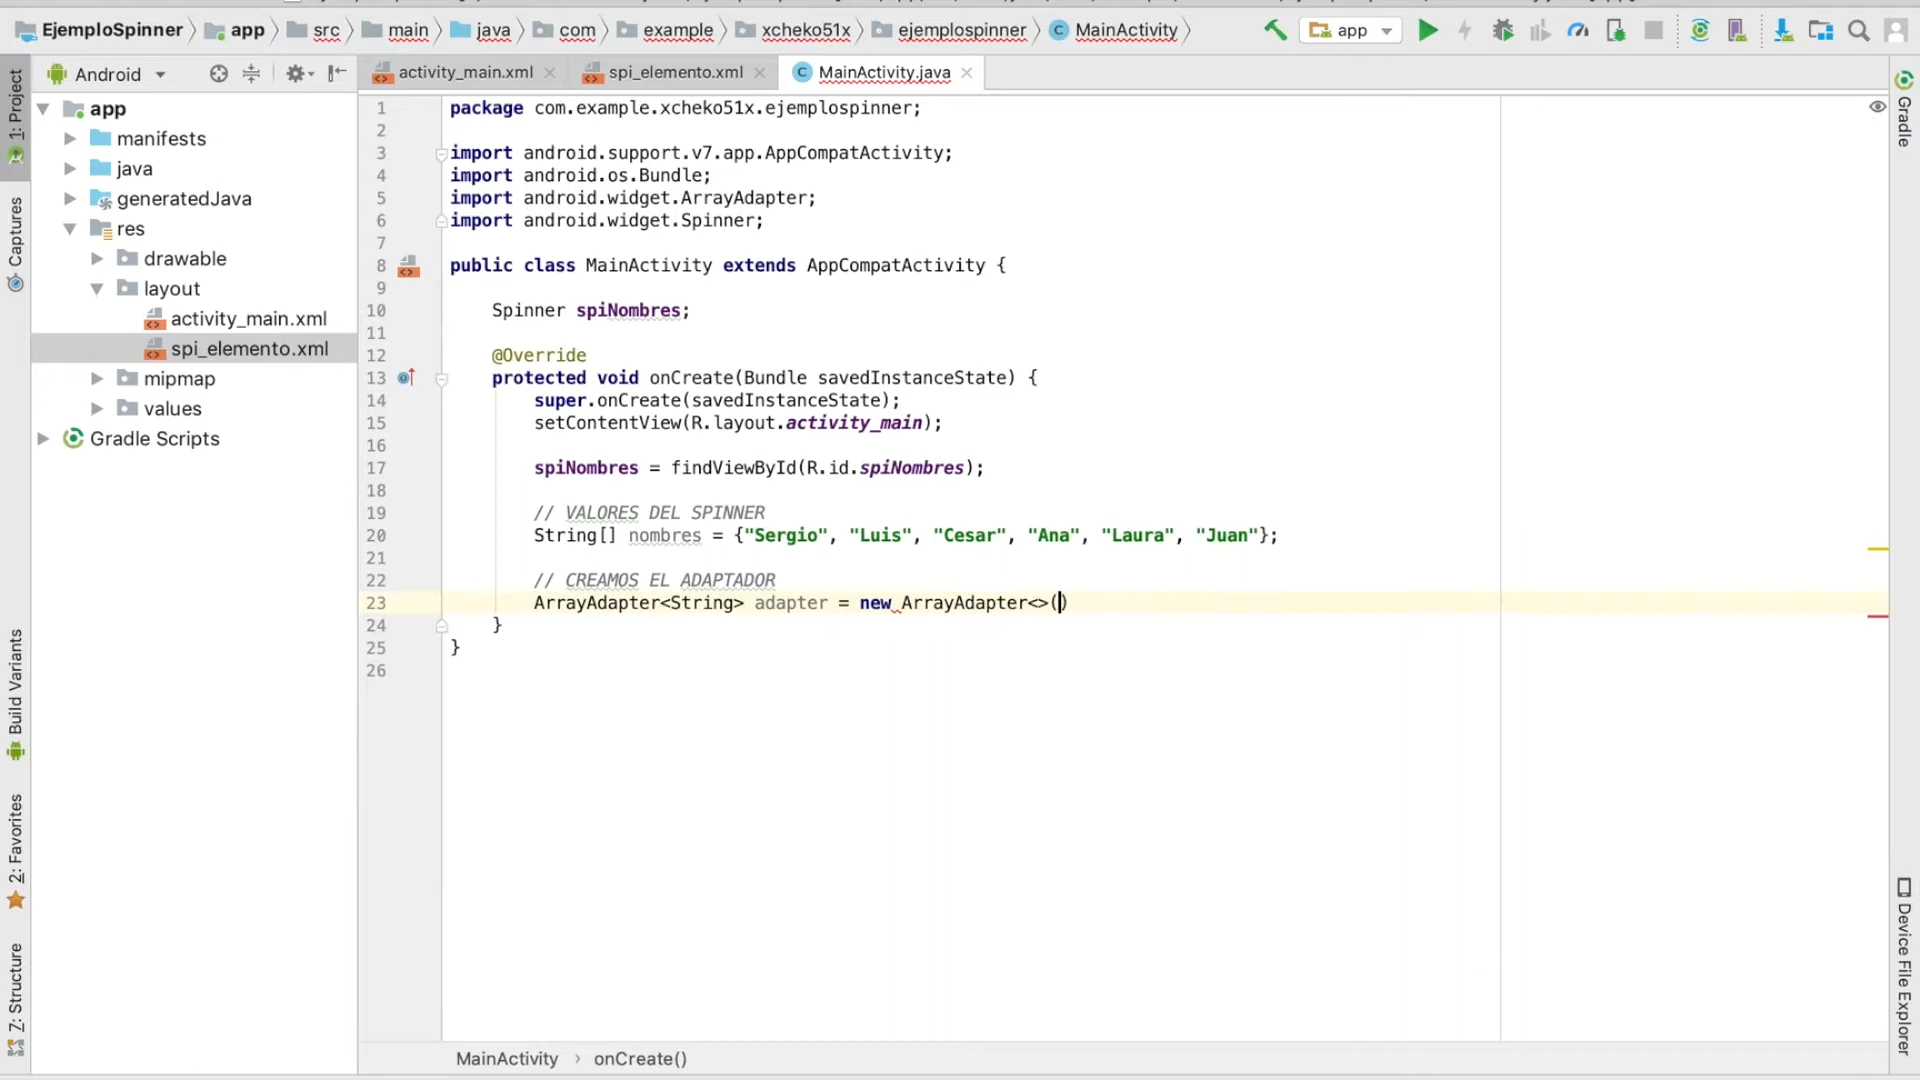 EjemploSpinner app src main java com example xcheko51x ejemplospinner MainActivity app
1: Project
Captures
Build Variants
2: Favorites
7: Structure
Android
app
manifests
java
generatedJava
res
drawable
layout
activity_main.xml
spi_elemento.xml
mipmap
values
Gradle Scripts
activity_main.xml spi_elemento.xml MainActivity.java
1 package com.example.xcheko51x.ejemplospinner;
2
3 import android.support.v7.app.AppCompatActivity;
4 import android.os.Bundle;
5 import android.widget.ArrayAdapter;
6 import android.widget.Spinner;
7
8 public class MainActivity extends AppCompatActivity {
9
10 Spinner spiNombres;
11
12 @Override
13 protected void onCreate(Bundle savedInstanceState) {
14 super.onCreate(savedInstanceState);
15 setContentView(R.layout.activity_main);
16
17 spiNombres = findViewById(R.id.spiNombres);
18
19 // VALORES DEL SPINNER
20 String[] nombres = {"Sergio", "Luis", "Cesar", "Ana", "Laura", "Juan"};
21
22 // CREAMOS EL ADAPTADOR
23 ArrayAdapter<String> adapter = new ArrayAdapter<>()
24 }
25 }
26
MainActivity › onCreate()
Gradle
Device File Explorer